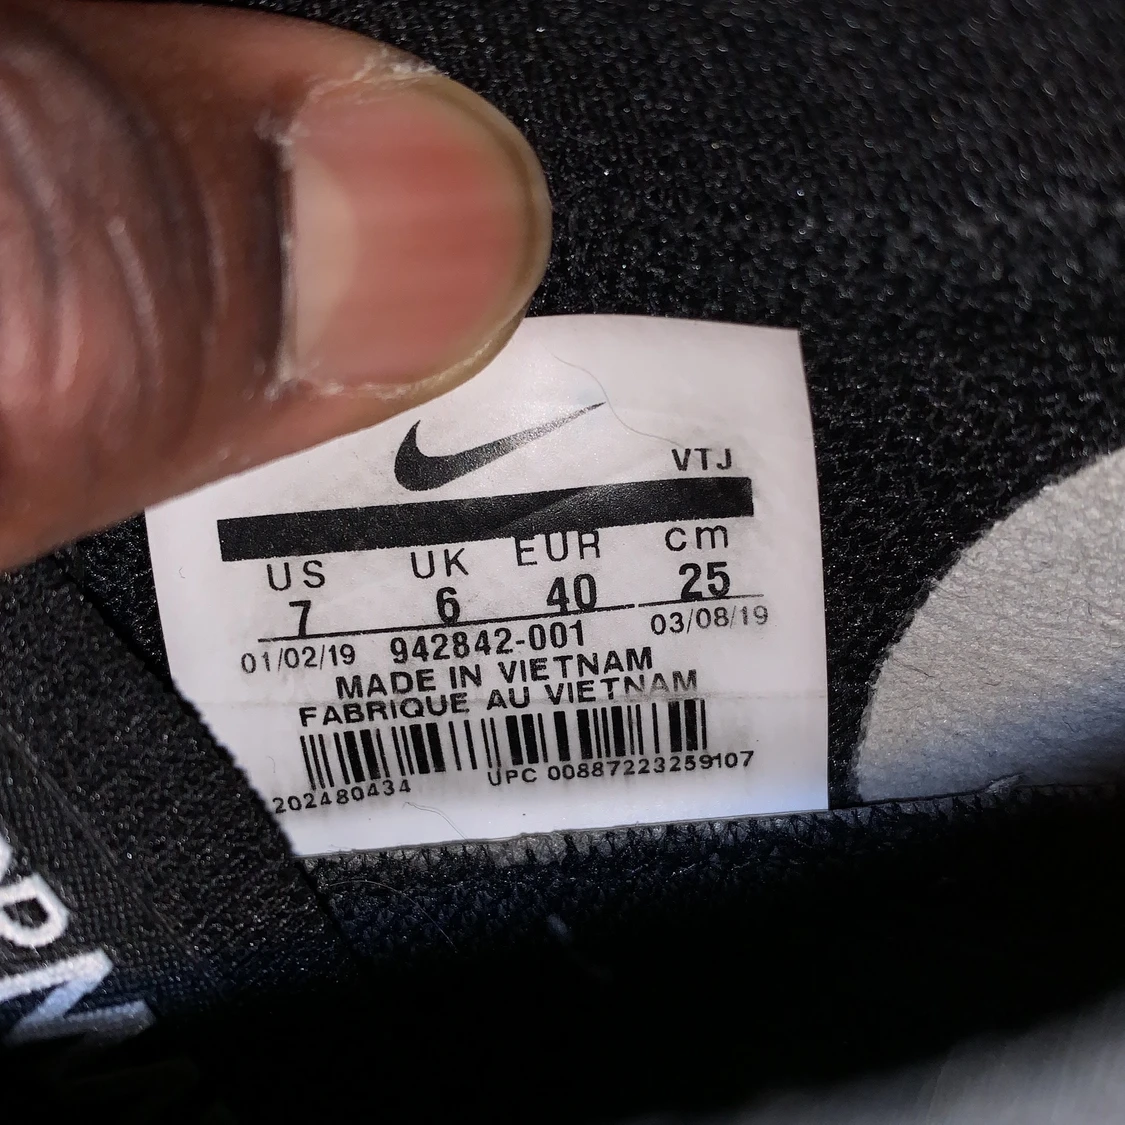 VTJ
US UK EUR cm
7 6 40 25
01/02/19 942842-001 03/08/19
MADE IN VIETNAM
FABRIQUE AU VIETNAM
202480434 UPC 00887223259107